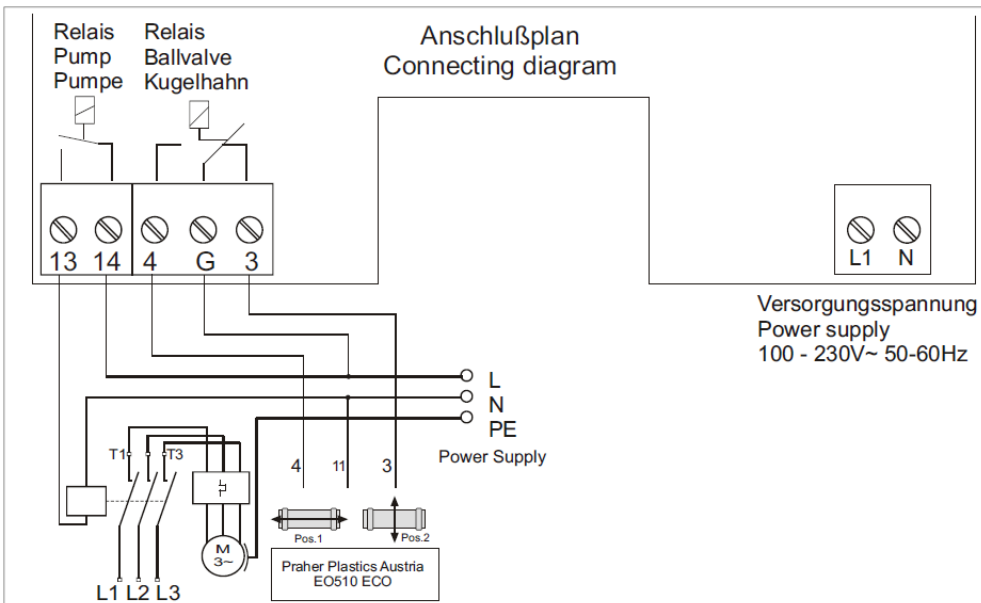 Anschlußplan
Connecting diagram
Relais
Pump
Pumpe
Relais
Ballvalve
Kugelhahn
13 14 4 G 3
L1 N
Versorgungsspannung
Power supply
100 - 230V~ 50-60Hz
L
N
PE
Power Supply
T1 T3
4 11 3
Pos.1 Pos.2
M
3~
Praher Plastics Austria
EO510 ECO
L1 L2 L3